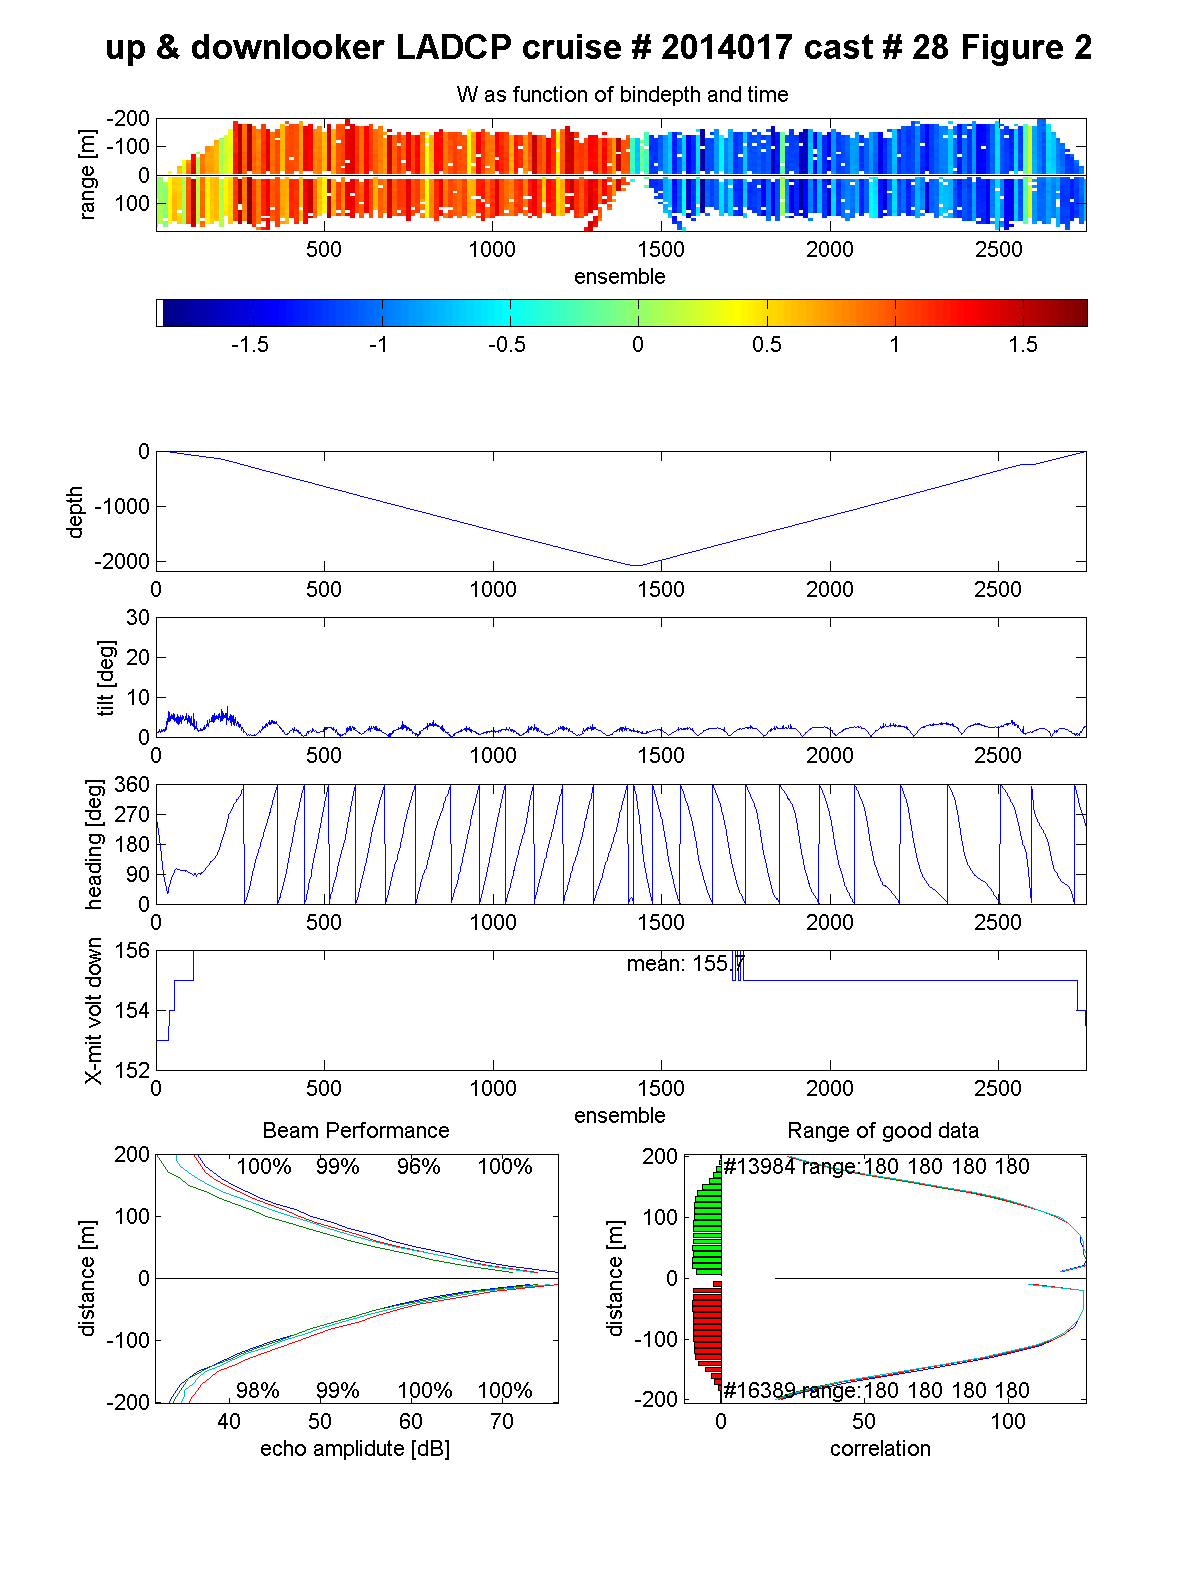 up & downlooker LADCP cruise # 2014017 cast # 28 Figure 2
W as function of bindepth and time
range [m]
-200
-100
0
100
500 1000 1500 2000 2500
ensemble
-1.5 -1 -0.5 0 0.5 1 1.5
depth
0
-1000
-2000
0 500 1000 1500 2000 2500
tilt [deg]
30
20
10
0
0 500 1000 1500 2000 2500
heading [deg]
360
270
180
90
0
0 500 1000 1500 2000 2500
X-mit volt down
156
154
152
mean: 155.7
0 500 1000 1500 2000 2500
ensemble
Beam Performance
distance [m]
200
100
0
-100
-200
100% 99% 96% 100%
98% 99% 100% 100%
40 50 60 70
echo amplidute [dB]
Range of good data
distance [m]
200
100
0
-100
-200
#13984 range: 180 180 180 180
#16389 range: 180 180 180 180
0 50 100
correlation